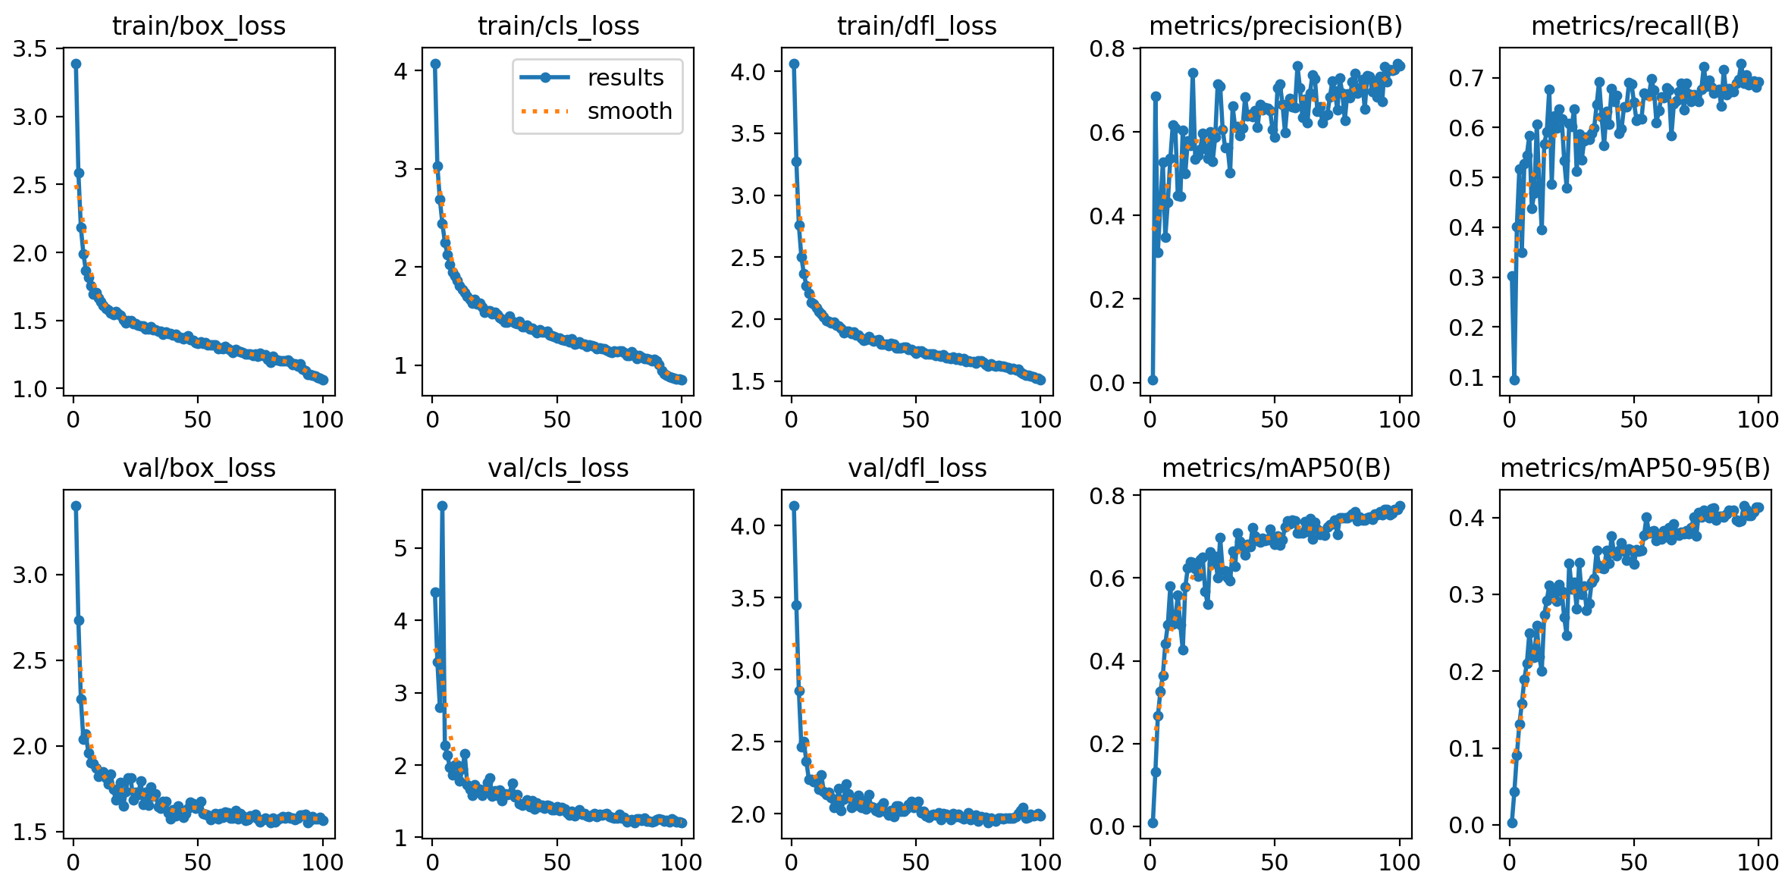 train/box_loss
3.5
3.0
2.5
2.0
1.5
1.0
0 50 100
train/cls_loss
results
smooth
4
3
2
1
0 50 100
train/dfl_loss
4.0
3.5
3.0
2.5
2.0
1.5
0 50 100
metrics/precision(B)
0.8
0.6
0.4
0.2
0.0
0 50 100
metrics/recall(B)
0.7
0.6
0.5
0.4
0.3
0.2
0.1
0 50 100
val/box_loss
3.0
2.5
2.0
1.5
0 50 100
val/cls_loss
5
4
3
2
1
0 50 100
val/dfl_loss
4.0
3.5
3.0
2.5
2.0
0 50 100
metrics/mAP50(B)
0.8
0.6
0.4
0.2
0.0
0 50 100
metrics/mAP50-95(B)
0.4
0.3
0.2
0.1
0.0
0 50 100